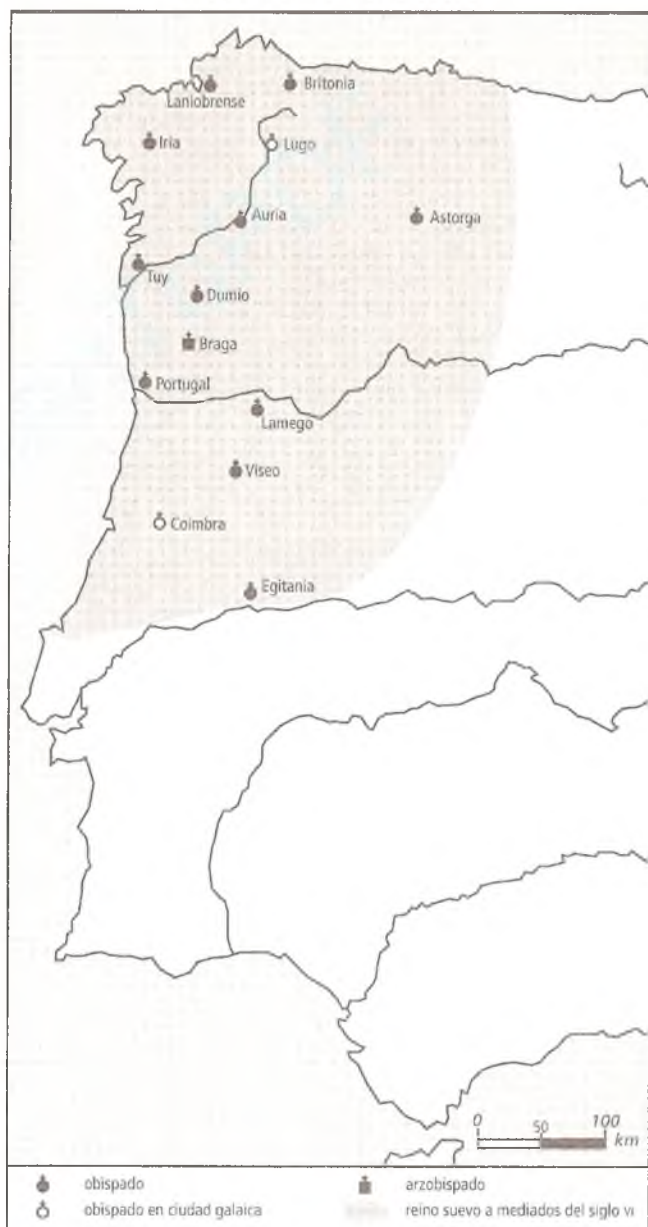 Laniobrense
Britonia
Iria
Lugo
Auria
Astorga
Tuy
Dumio
Braga
Portugal
Lamego
Viseo
Coimbra
Egitania
0 50 100
km
obispado
arzobispado
obispado en ciudad galaica
reino suevo a mediados del siglo VI